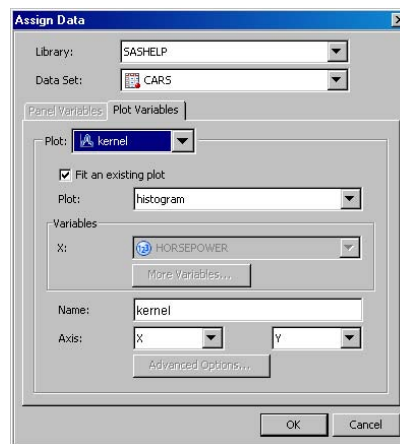 Assign Data
Library: SASHELP
Data Set: CARS
Panel Variables Plot Variables
Plot: kernel
Fit an existing plot
Plot: histogram
Variables
X: 123 HORSEPOWER
More Variables...
Name: kernel
Axis: X Y
Advanced Options...
OK Cancel